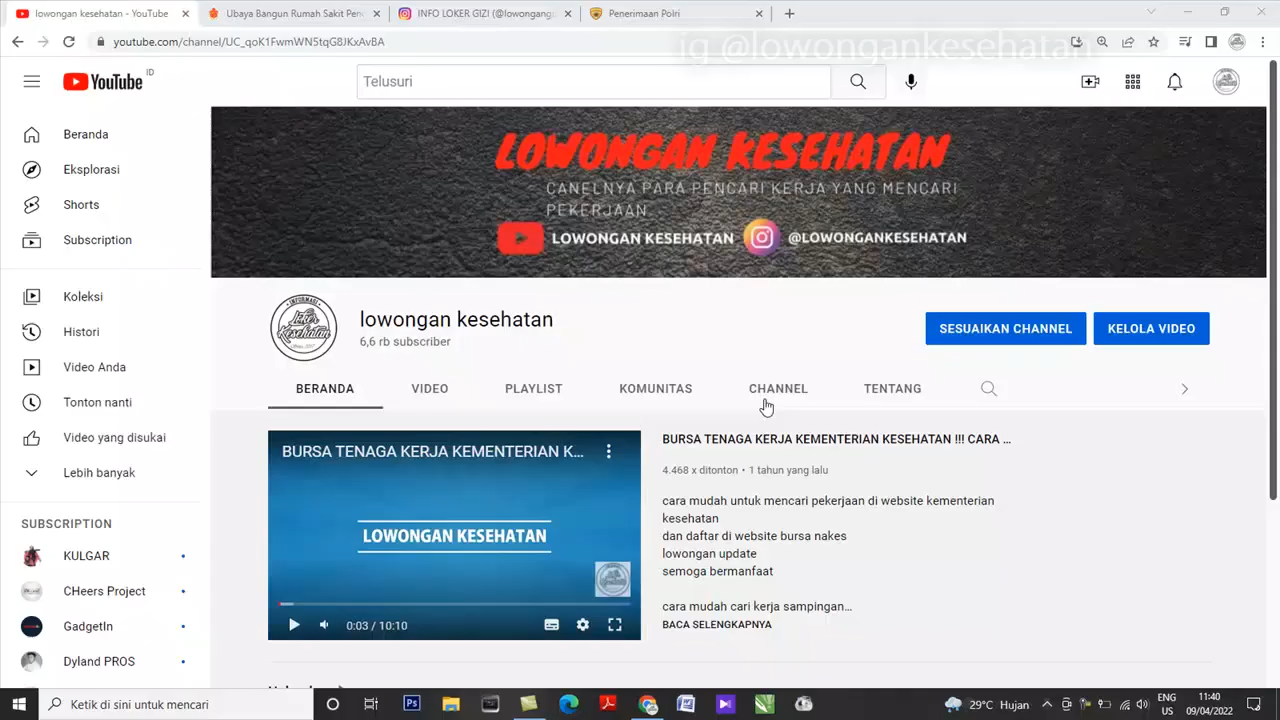 lowongan kesehatan - YouTube
Ubaya Bangun Rumah Sakit Pen
INFO LOKER GIZI (@lowonganga
Penerimaan Polri
youtube.com/channel/UC_qoK1FwmWN5tqG8JKxAvBA
ig @lowongankesehatan
YouTube ID
Telusuri
Beranda
Eksplorasi
Shorts
Subscription
Koleksi
Histori
Video Anda
Tonton nanti
Video yang disukai
Lebih banyak
SUBSCRIPTION
KULGAR
CHeers Project
GadgetIn
Dyland PROS
LOWONGAN KESEHATAN
CANELNYA PARA PENCARI KERJA YANG MENCARI
PEKERJAAN
LOWONGAN KESEHATAN @LOWONGANKESEHATAN
INFORMASI
loker
Kesehatan
lowongan kesehatan
6,6 rb subscriber
SESUAIKAN CHANNEL
KELOLA VIDEO
BERANDA
VIDEO
PLAYLIST
KOMUNITAS
CHANNEL
TENTANG
BURSA TENAGA KERJA KEMENTERIAN K...
LOWONGAN KESEHATAN
0:03 / 10:10
BURSA TENAGA KERJA KEMENTERIAN KESEHATAN !!! CARA ...
4.468 x ditonton • 1 tahun yang lalu
cara mudah untuk mencari pekerjaan di website kementerian
kesehatan
dan daftar di website bursa nakes
lowongan update
semoga bermanfaat
cara mudah cari kerja sampingan...
BACA SELENGKAPNYA
Ketik di sini untuk mencari
Ps
29°C Hujan
ENG
US
11:40
09/04/2022